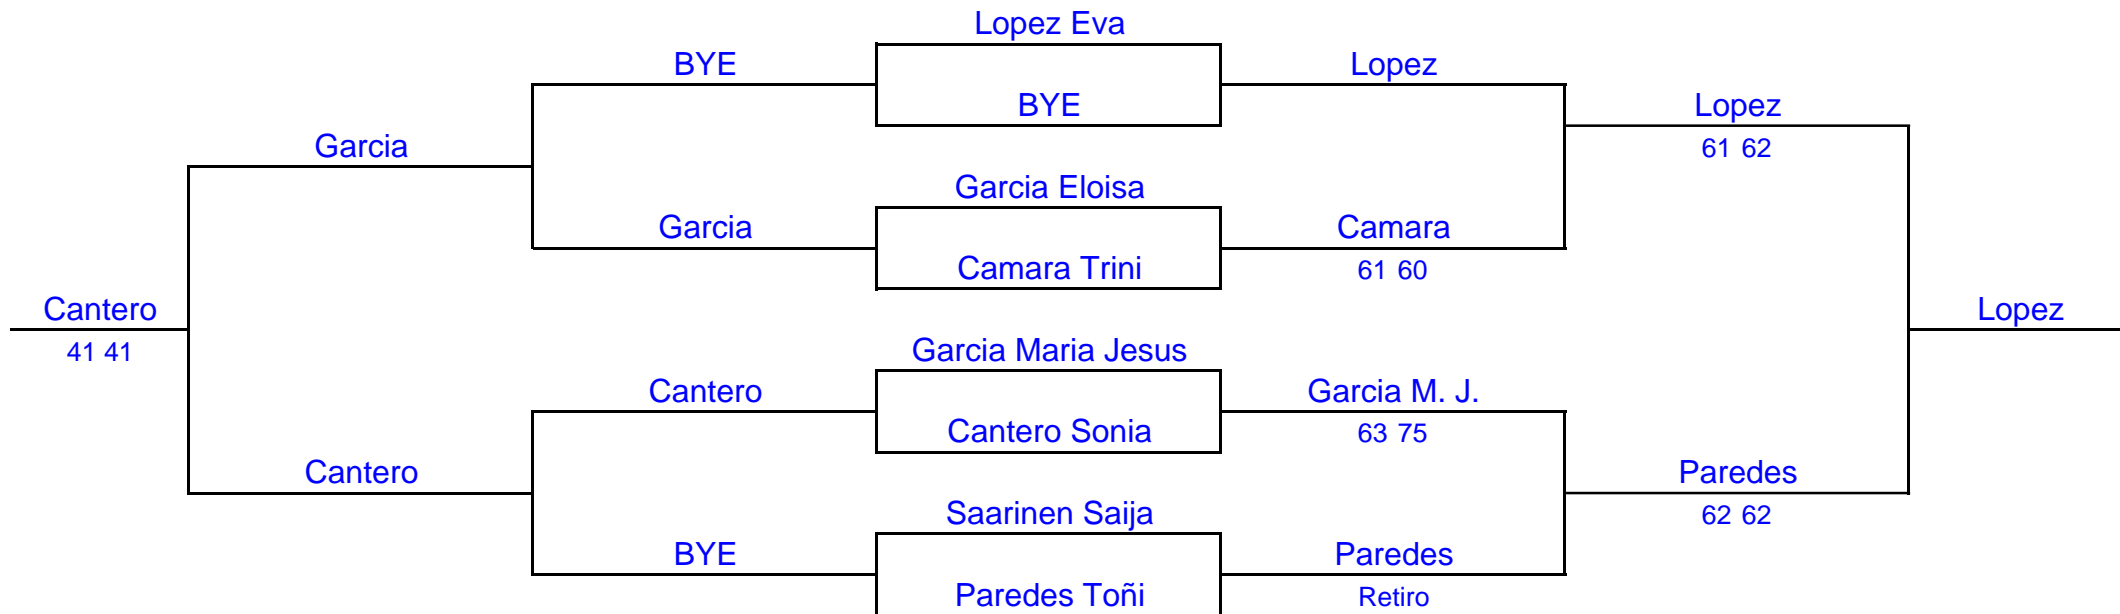 Lopez Eva
BYE
Lopez
BYE
Lopez
Garcia
61 62
Garcia Eloisa
Garcia
Camara
Camara Trini
61 60
Cantero
Lopez
41 41
Garcia Maria Jesus
Cantero
Garcia M. J.
Cantero Sonia
63 75
Cantero
Paredes
Saarinen Saija
62 62
BYE
Paredes
Paredes Toñi
Retiro